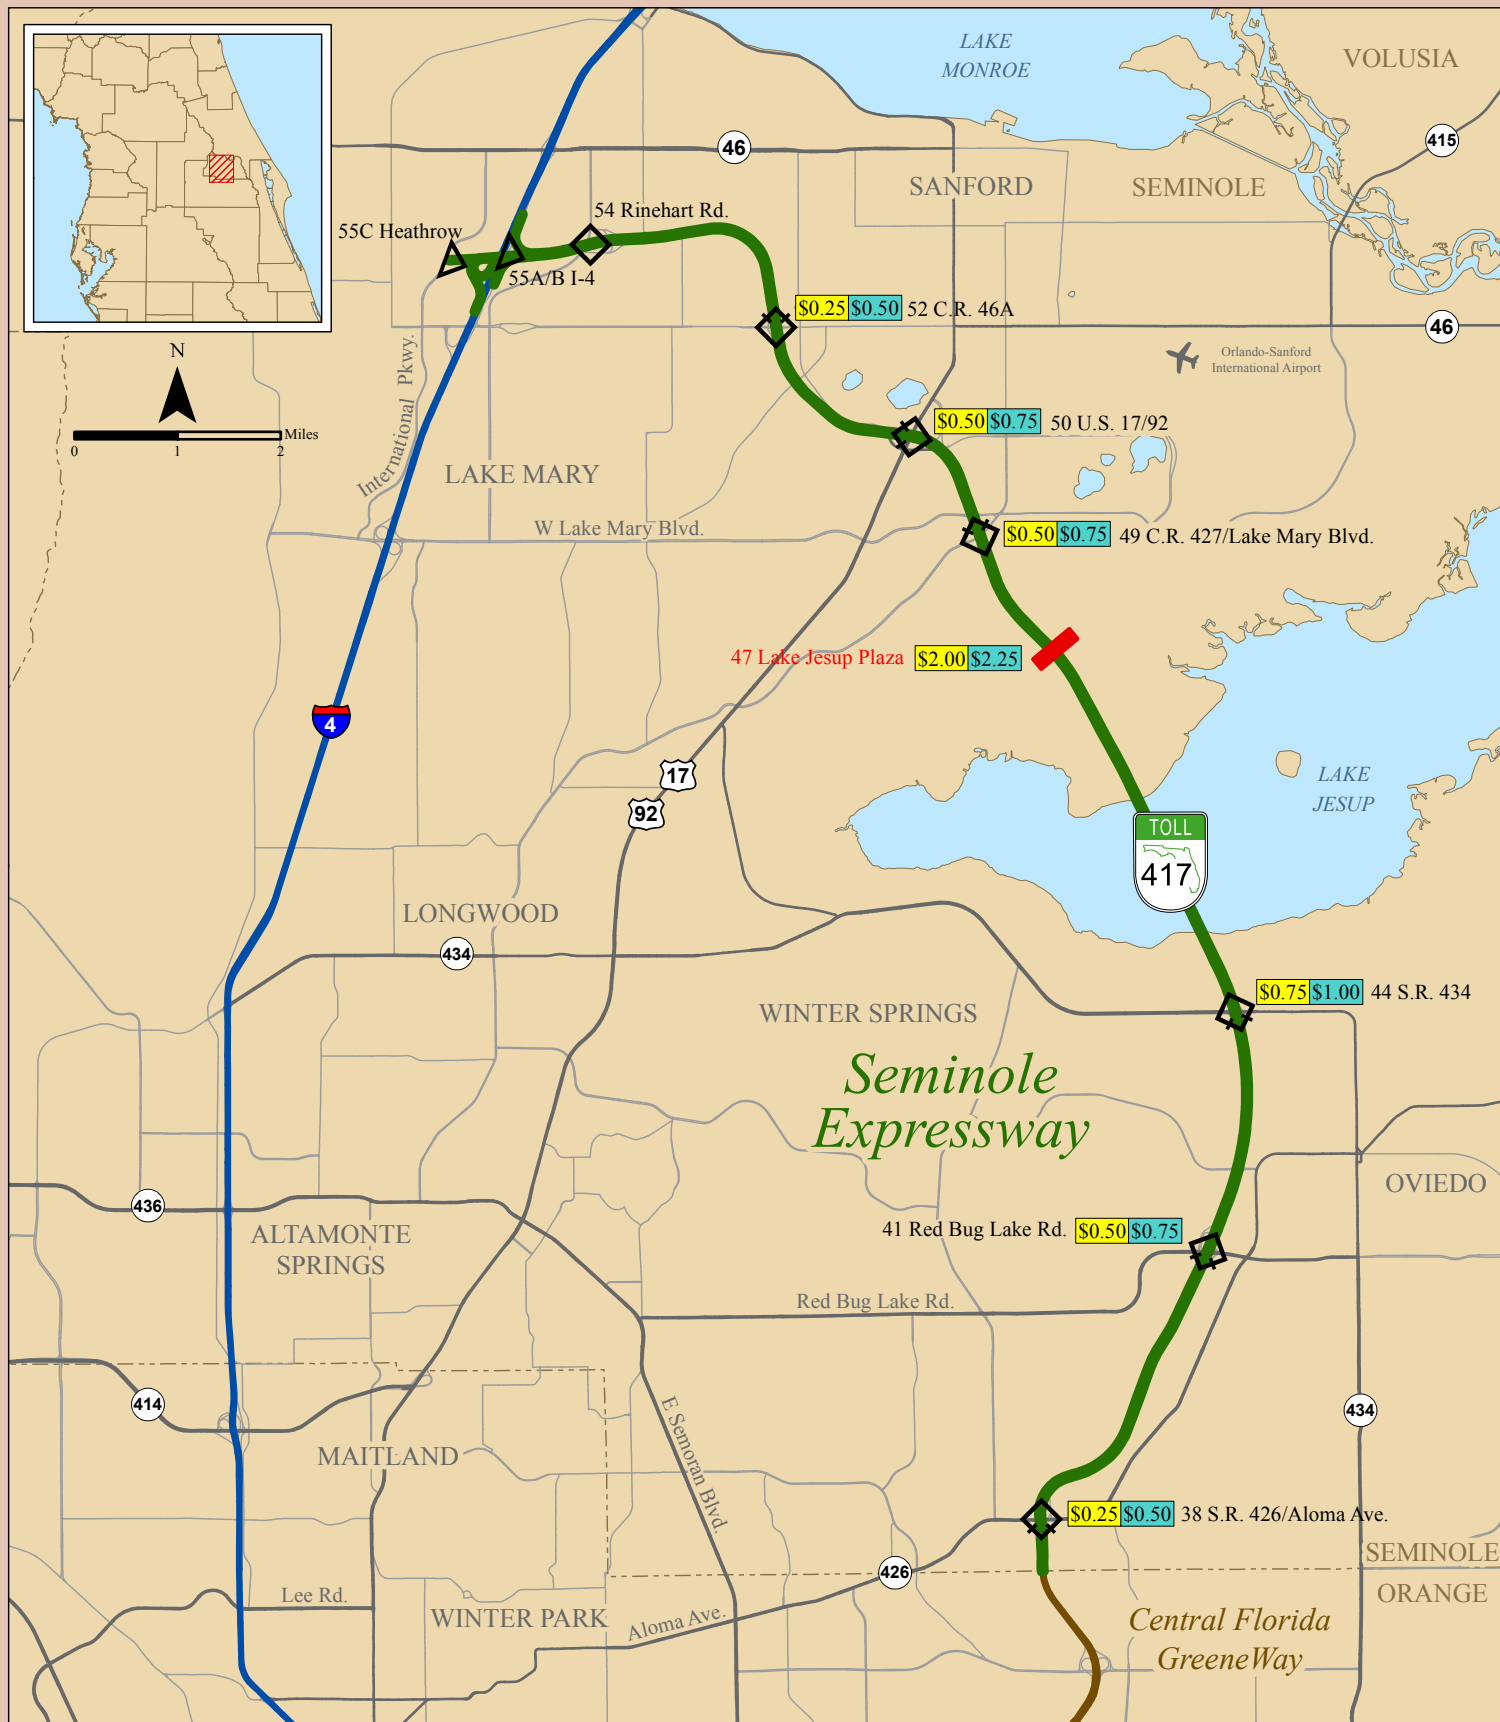 LAKE
MONROE
VOLUSIA
415
46
SANFORD
SEMINOLE
54 Rinehart Rd.
55C Heathrow
55A/B I-4
$0.25 $0.50 52 C.R. 46A
46
N
Orlando-Sanford
International Airport
Miles
0 1 2
International Pkwy.
$0.50 $0.75 50 U.S. 17/92
LAKE MARY
W Lake Mary Blvd.
$0.50 $0.75 49 C.R. 427/Lake Mary Blvd.
47 Lake Jesup Plaza $2.00 $2.25
4
17
92
LAKE
JESUP
TOLL
417
LONGWOOD
434
$0.75 $1.00 44 S.R. 434
WINTER SPRINGS
Seminole
Expressway
OVIEDO
436
ALTAMONTE
SPRINGS
41 Red Bug Lake Rd. $0.50 $0.75
Red Bug Lake Rd.
414
434
E Semoran Blvd.
MAITLAND
$0.25 $0.50 38 S.R. 426/Aloma Ave.
SEMINOLE
426
ORANGE
Lee Rd.
WINTER PARK
Aloma Ave.
Central Florida
GreeneWay